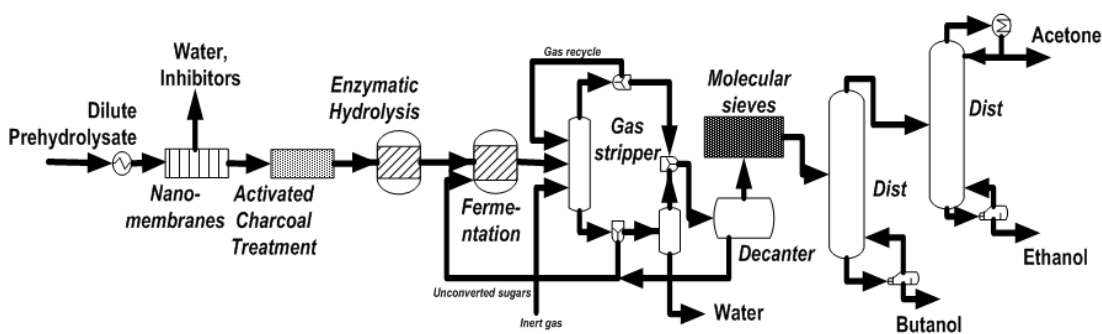 Dilute
Prehydrolysate
Water,
Inhibitors
Nano-
membranes
Activated
Charcoal
Treatment
Enzymatic
Hydrolysis
Ferme-
ntation
Gas recycle
Gas
stripper
Unconverted sugars
Inert gas
Water
Molecular
sieves
Decanter
Dist
Butanol
Dist
Acetone
Ethanol